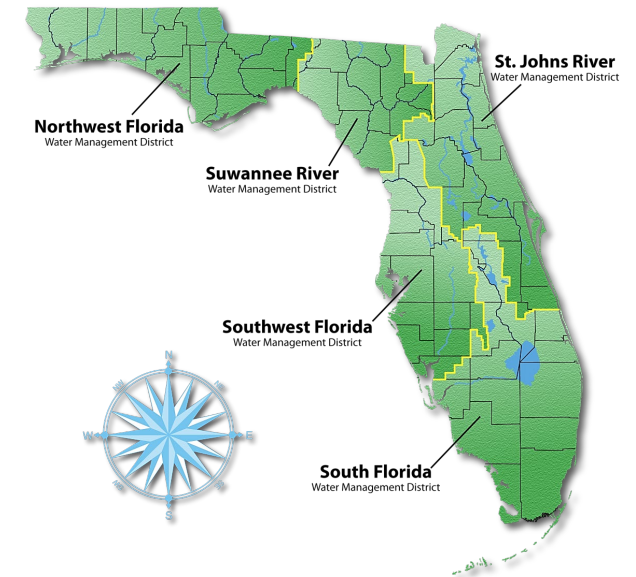 St. Johns River
Water Management District
Northwest Florida
Water Management District
Suwannee River
Water Management District
Southwest Florida
Water Management District
N
W
E
S
South Florida
Water Management District